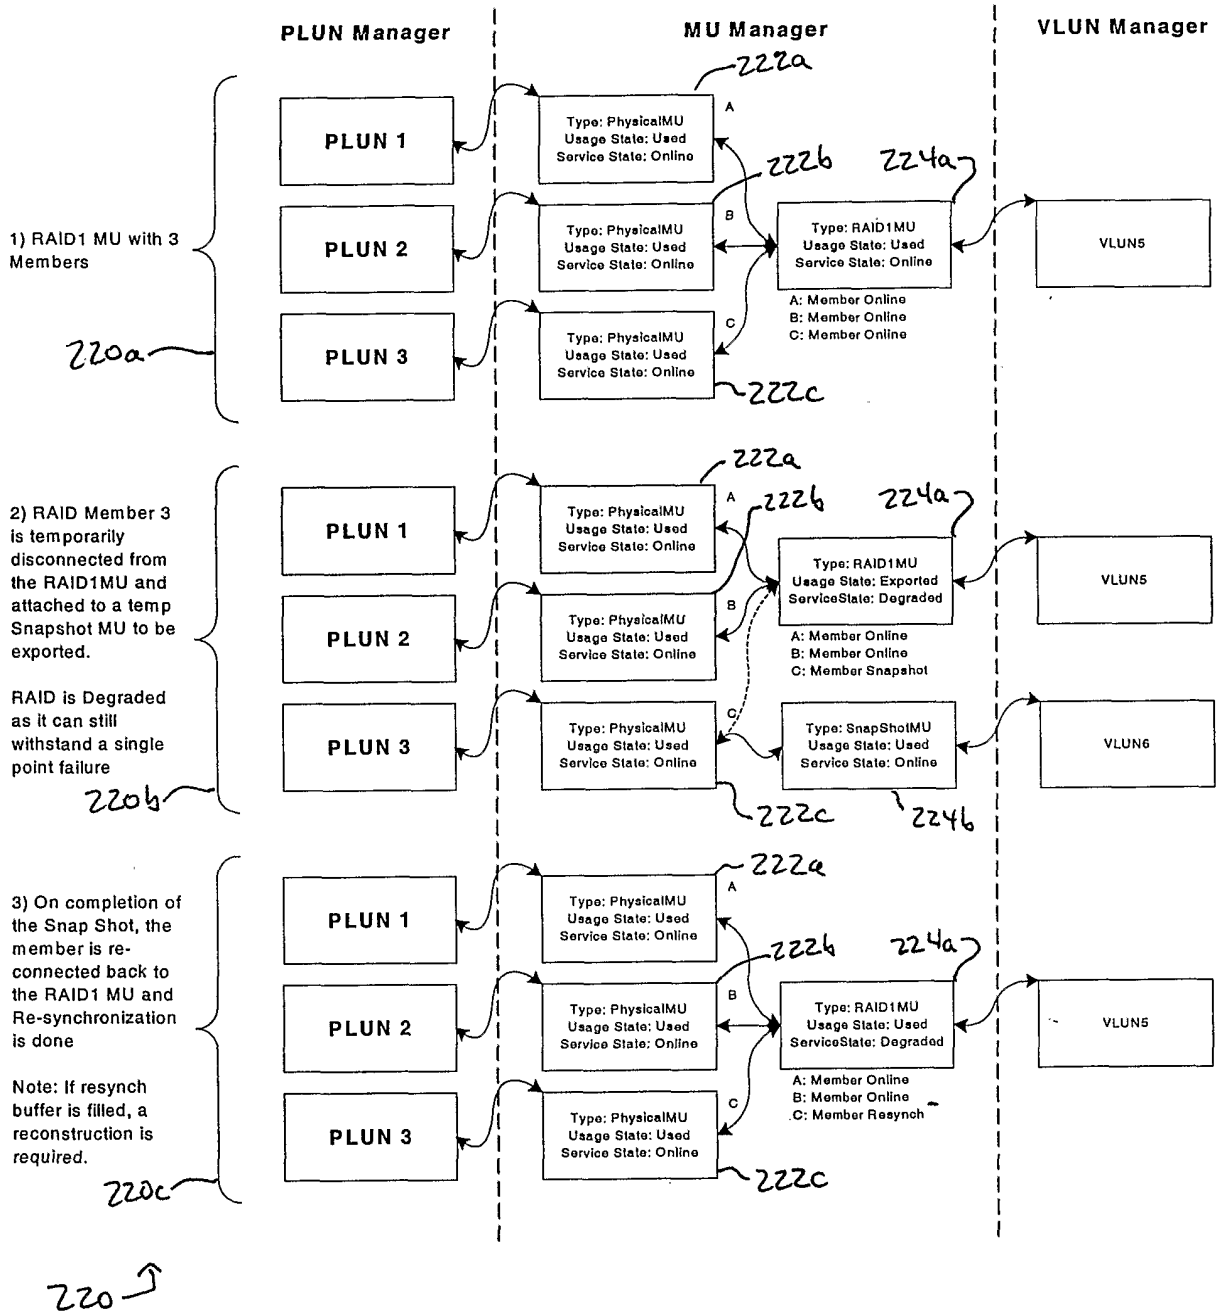 PLUN Manager
MU Manager
VLUN Manager
1) RAID1 MU with 3
Members
220a
PLUN 1
PLUN 2
PLUN 3
222a
Type: PhysicalMU
Usage State: Used
Service State: Online
A
222b
Type: PhysicalMU
Usage State: Used
Service State: Online
B
Type: PhysicalMU
Usage State: Used
Service State: Online
C
222c
224a
Type: RAID1MU
Usage State: Used
Service State: Online
A: Member Online
B: Member Online
C: Member Online
VLUN5
2) RAID Member 3
is temporarily
disconnected from
the RAID1MU and
attached to a temp
Snapshot MU to be
exported.
RAID is Degraded
as it can still
withstand a single
point failure
220b
PLUN 1
PLUN 2
PLUN 3
222a
Type: PhysicalMU
Usage State: Used
Service State: Online
A
222b
Type: PhysicalMU
Usage State: Used
Service State: Online
B
Type: PhysicalMU
Usage State: Used
Service State: Online
C
222c
224a
Type: RAID1MU
Usage State: Exported
ServiceState: Degraded
A: Member Online
B: Member Online
C: Member Snapshot
Type: SnapShotMU
Usage State: Used
Service State: Online
224b
VLUN5
VLUN6
3) On completion of
the Snap Shot, the
member is re-
connected back to
the RAID1 MU and
Re-synchronization
is done
Note: If resynch
buffer is filled, a
reconstruction is
required.
220c
PLUN 1
PLUN 2
PLUN 3
222a
Type: PhysicalMU
Usage State: Used
Service State: Online
A
222b
Type: PhysicalMU
Usage State: Used
Service State: Online
B
Type: PhysicalMU
Usage State: Used
Service State: Online
C
222c
224a
Type: RAID1MU
Usage State: Used
ServiceState: Degraded
A: Member Online
B: Member Online
C: Member Resynch
VLUN5
220